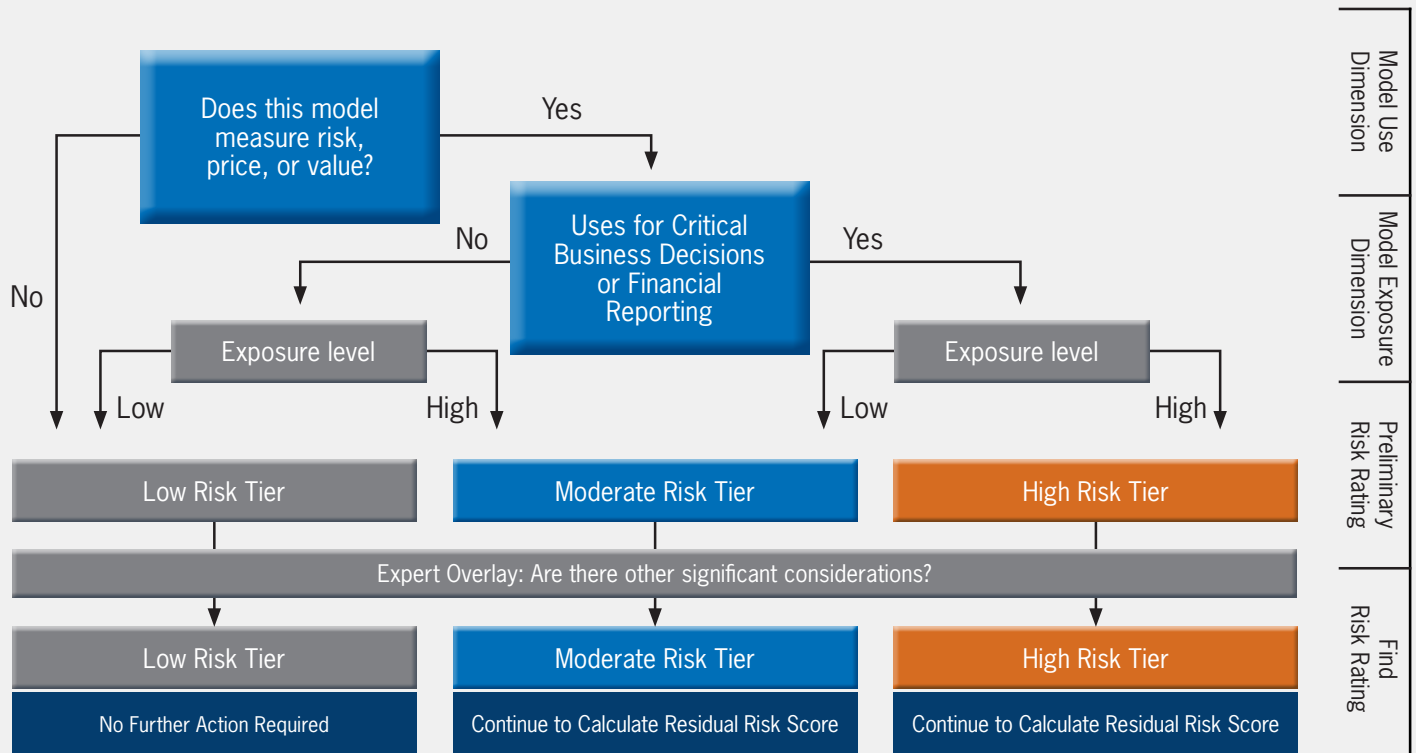 Does this model
measure risk,
price, or value?
Yes
No
Uses for Critical
Business Decisions
or Financial
Reporting
No
Yes
Exposure level
Low
High
Exposure level
Low
High
Low Risk Tier
Moderate Risk Tier
High Risk Tier
Expert Overlay: Are there other significant considerations?
Low Risk Tier
Moderate Risk Tier
High Risk Tier
No Further Action Required
Continue to Calculate Residual Risk Score
Continue to Calculate Residual Risk Score
Model Use
Dimension
Model Exposure
Dimension
Preliminary
Risk Rating
Find
Risk Rating